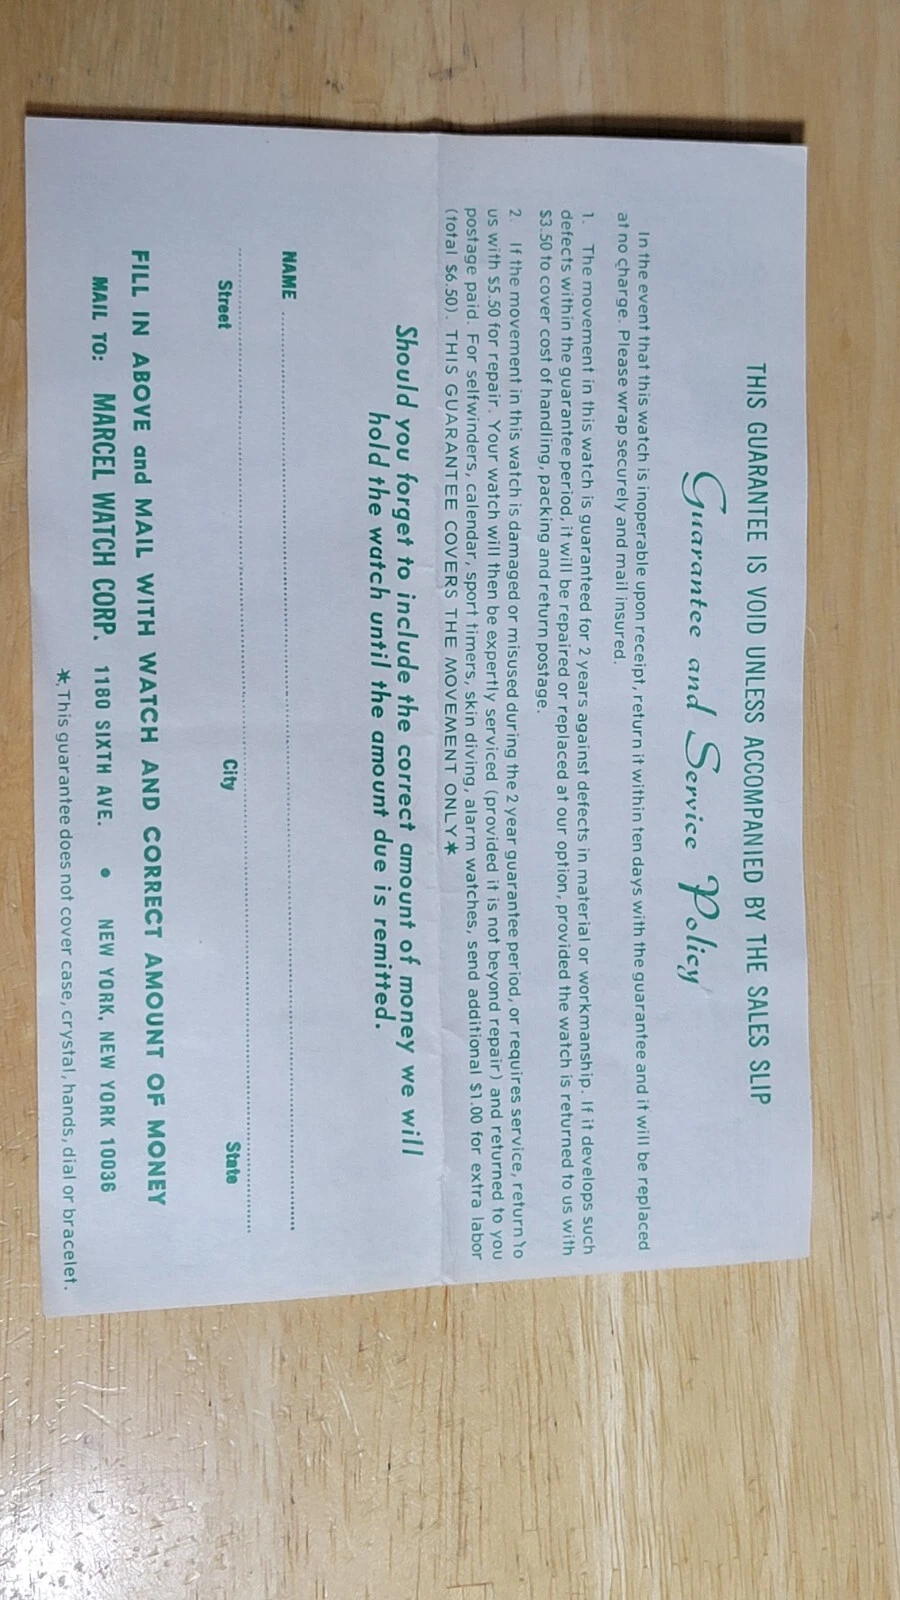 THIS GUARANTEE IS VOID UNLESS ACCOMPANIED BY THE SALES SLIP
Guarantee and Service Policy
In the event that this watch is inoperable upon receipt, return it within ten days with the guarantee and it will be replaced
at no charge. Please wrap securely and mail insured.
1. The movement in this watch is guaranteed for 2 years against defects in material or workmanship. If it develops such
defects within the guarantee period, it will be repaired or replaced at our option, provided the watch is returned to us with
$3.50 to cover cost of handling, packing and return postage.
2. If the movement in this watch is damaged or misused during the 2 year guarantee period, or requires service, return to
us with $5.50 for repair. Your watch will then be expertly serviced (provided it is not beyond repair) and returned to you
postage paid. For selfwinders, calendar, sport timers, skin diving, alarm watches, send additional $1.00 for extra labor
(total $6.50). THIS GUARANTEE COVERS THE MOVEMENT ONLY*
Should you forget to include the correct amount of money we will
hold the watch until the amount due is remitted.
NAME
Street City State
FILL IN ABOVE and MAIL WITH WATCH AND CORRECT AMOUNT OF MONEY
MAIL TO: MARCEL WATCH CORP. 1180 SIXTH AVE. • NEW YORK, NEW YORK 10036
*This guarantee does not cover case, crystal, hands, dial or bracelet.